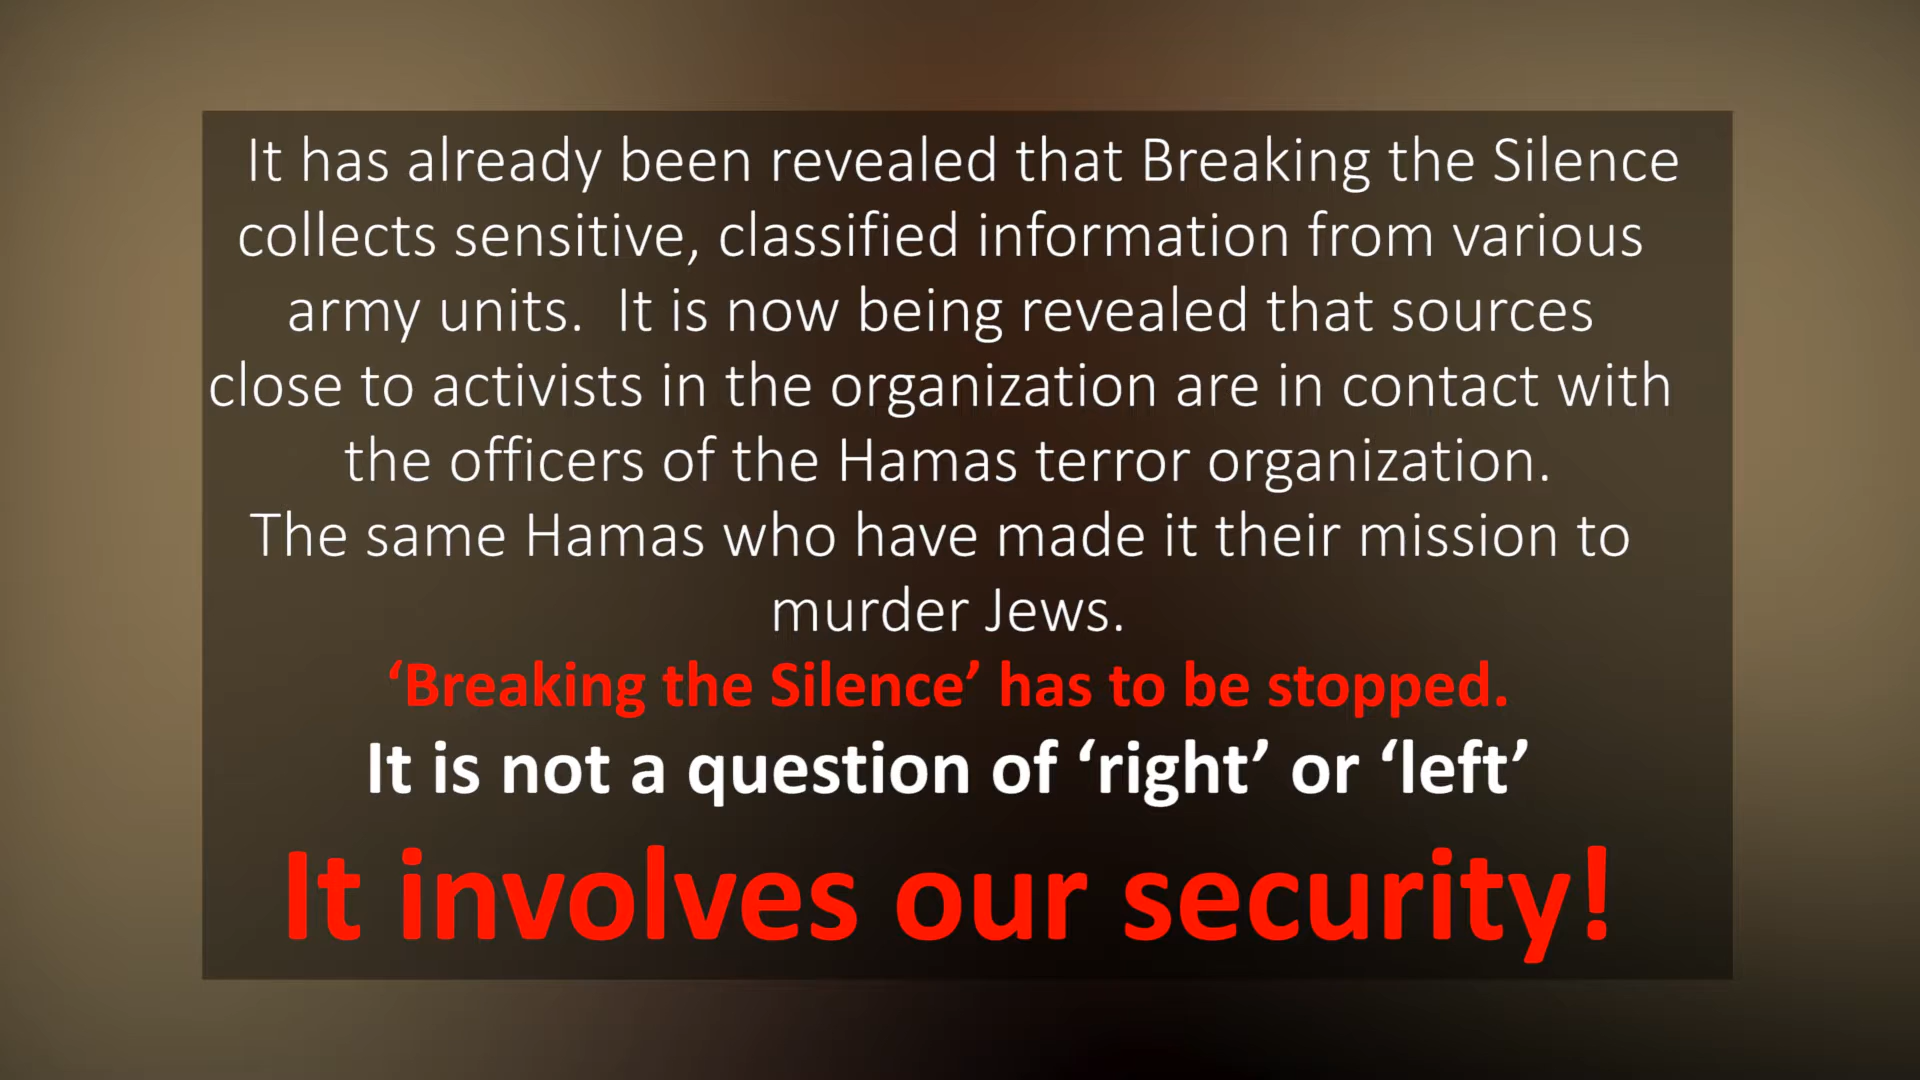 It has already been revealed that Breaking the Silence
collects sensitive, classified information from various
army units.  It is now being revealed that sources
close to activists in the organization are in contact with
the officers of the Hamas terror organization.
The same Hamas who have made it their mission to
murder Jews.
‘Breaking the Silence’ has to be stopped.
It is not a question of ‘right’ or ‘left’
It involves our security!